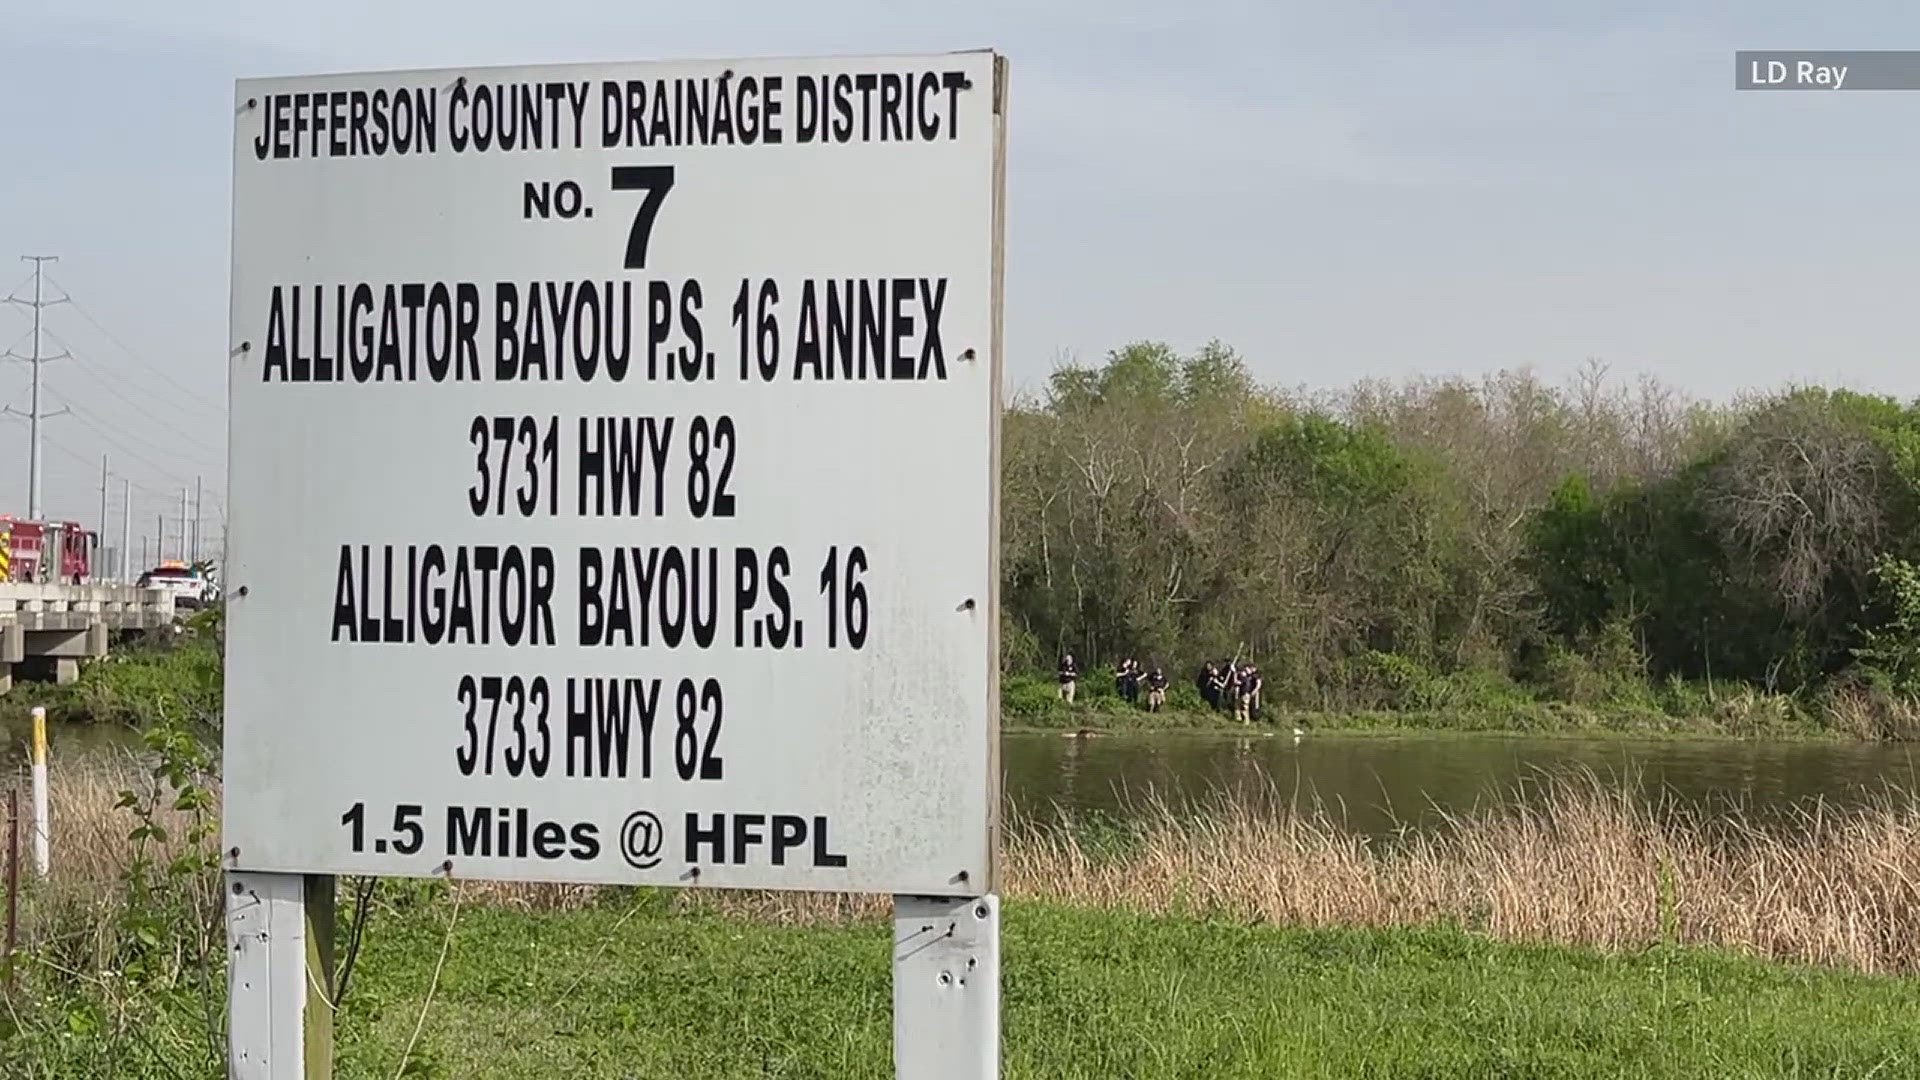 JEFFERSON COUNTY DRAINAGE DISTRICT
NO. 7
ALLIGATOR BAYOU P.S. 16 ANNEX
3731 HWY 82
ALLIGATOR BAYOU P.S. 16
3733 HWY 82
1.5 Miles @ HFPL
LD Ray